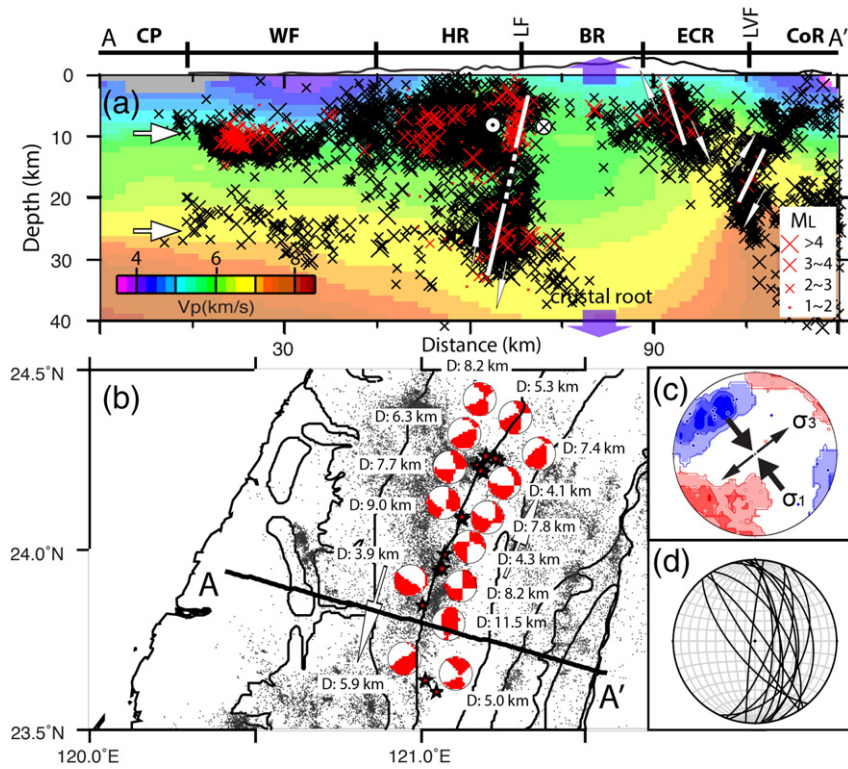 A CP WF HR LF BR ECR LVF CoR A'
(a)
0
10
20
30
40
Depth (km)
4 6 8
Vp(km/s)
crustal root
ML
>4
3~4
2~3
1~2
30 Distance (km) 90
24.5°N
24.0°N
23.5°N
120.0°E
121.0°E
(b)
D: 8.2 km
D: 5.3 km
D: 6.3 km
D: 7.4 km
D: 7.7 km
D: 4.1 km
D: 9.0 km
D: 7.8 km
D: 3.9 km
D: 4.3 km
D: 8.2 km
D: 11.5 km
D: 5.9 km
D: 5.0 km
A
A'
(c)
σ3
σ1
(d)